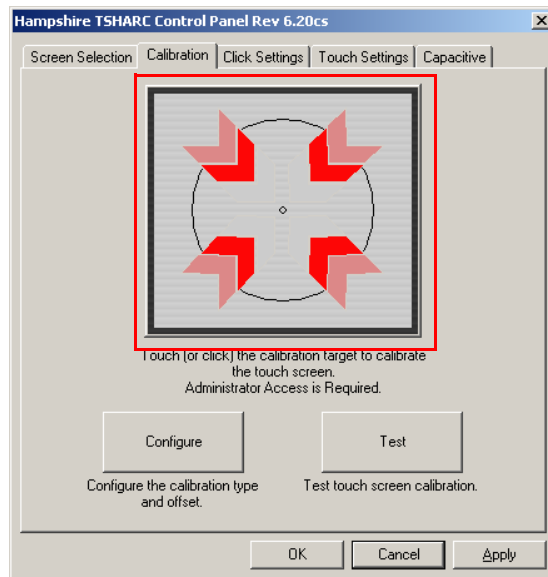 Hampshire TSHARC Control Panel Rev 6.20cs
Screen Selection Calibration Click Settings Touch Settings Capacitive
Touch (or click) the calibration target to calibrate
the touch screen.
Administrator Access is Required.
Configure Test
Configure the calibration type Test touch screen calibration.
and offset.
OK Cancel Apply